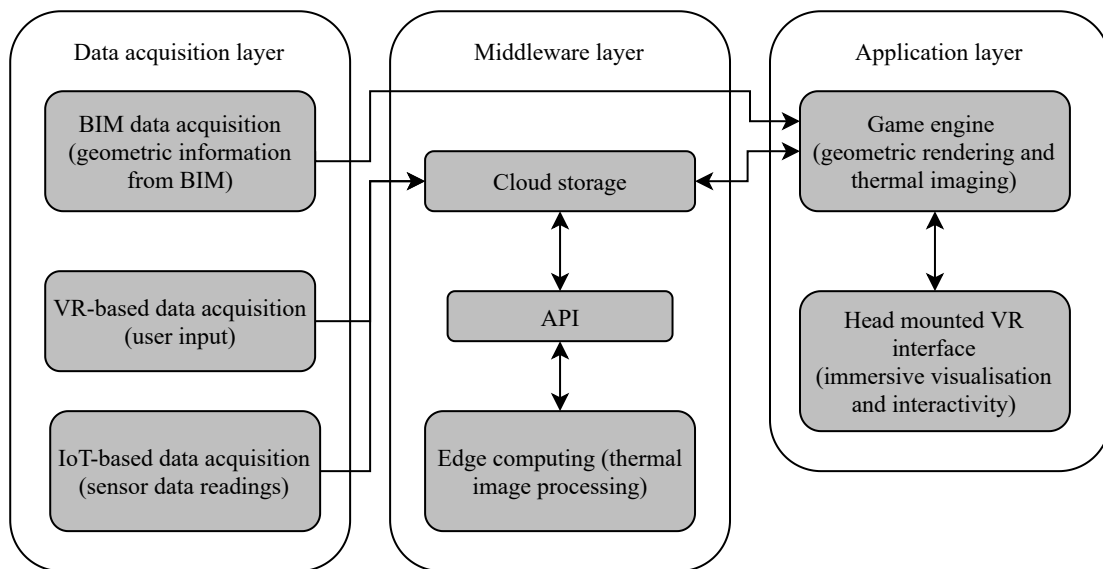 Data acquisition layer
BIM data acquisition
(geometric information
from BIM)
VR-based data acquisition
(user input)
IoT-based data acquisition
(sensor data readings)
Middleware layer
Cloud storage
API
Edge computing (thermal
image processing)
Application layer
Game engine
(geometric rendering and
thermal imaging)
Head mounted VR
interface
(immersive visualisation
and interactivity)